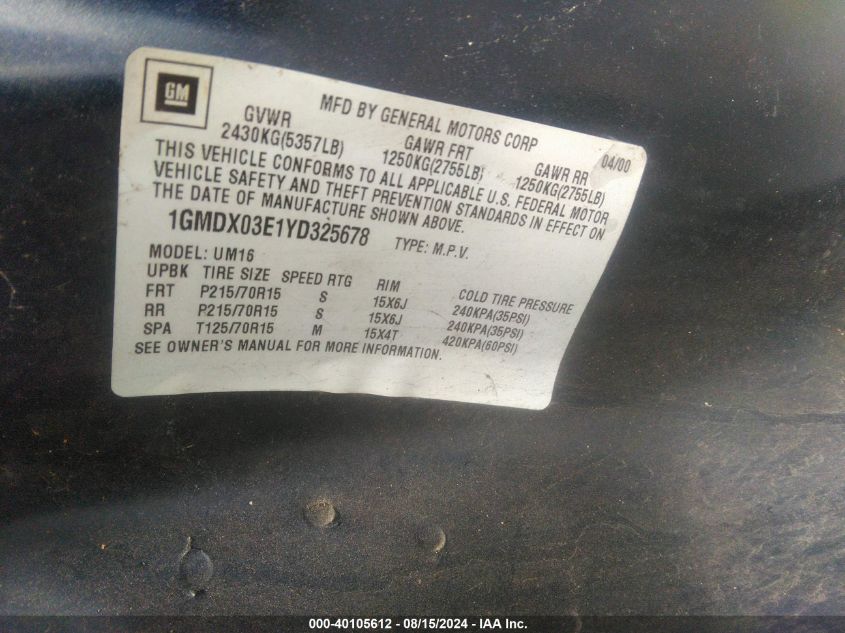 GM
MFD BY GENERAL MOTORS CORP 04/00
GVWR GAWR FRT GAWR RR
2430KG(5357LB) 1250KG(2755LB) 1250KG(2755LB)
THIS VEHICLE CONFORMS TO ALL APPLICABLE U.S. FEDERAL MOTOR
VEHICLE SAFETY AND THEFT PREVENTION STANDARDS IN EFFECT ON
THE DATE OF MANUFACTURE SHOWN ABOVE.
1GMDX03E1YD325678 TYPE: M.P.V.
MODEL: UM16
UPBK TIRE SIZE SPEED RTG RIM COLD TIRE PRESSURE
FRT P215/70R15 S 15X6J 240KPA(35PSI)
RR P215/70R15 S 15X6J 240KPA(35PSI)
SPA T125/70R15 M 15X4T 420KPA(60PSI)
SEE OWNER'S MANUAL FOR MORE INFORMATION.
000-40105612 - 08/15/2024 - IAA Inc.